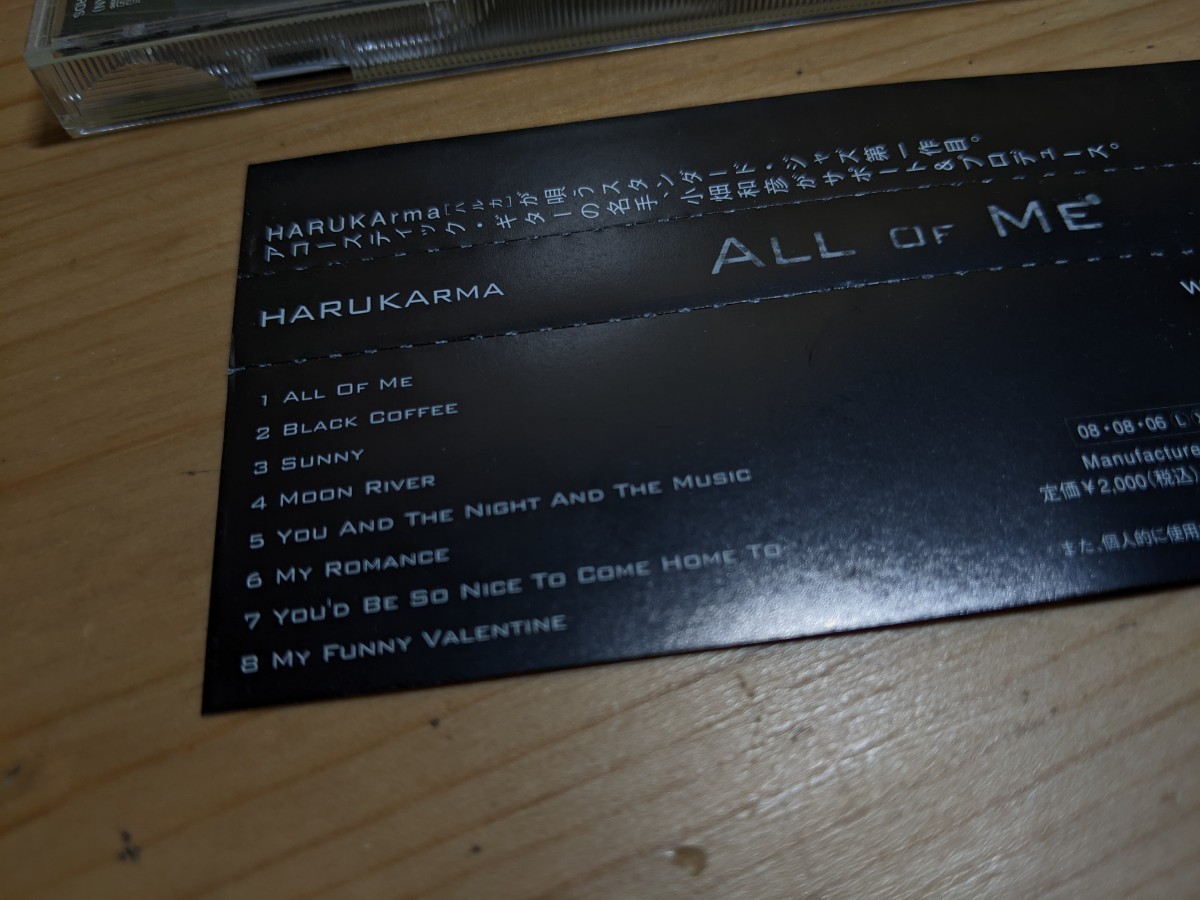 HARUKArma[ハルカ]が唄うスタンダード・ジャズ第一作目。
アコースティック・ギターの名手、小畑和彦がサポート&プロデュース。
HARUKARMA
ALL OF ME
1 ALL OF ME
2 BLACK COFFEE
3 SUNNY
4 MOON RIVER
5 YOU AND THE NIGHT AND THE MUSIC
6 MY ROMANCE
7 YOU'D BE SO NICE TO COME HOME TO
8 MY FUNNY VALENTINE
08・08・06
Manufacture
定価¥2,000(税込)
また、個人的に使用